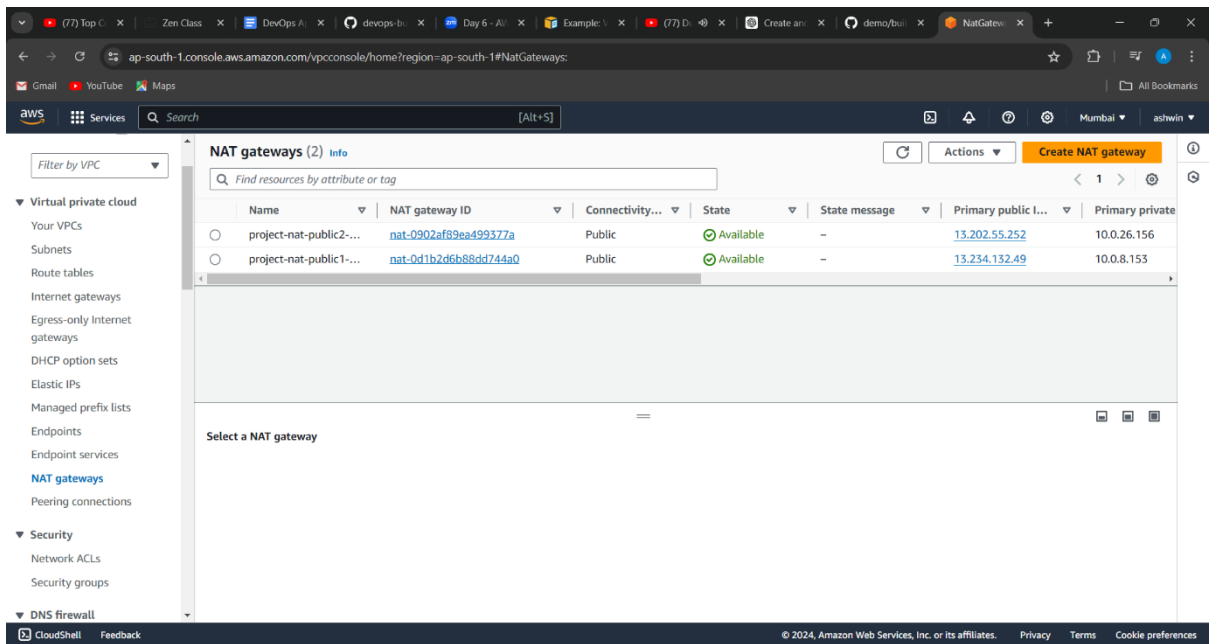 (77) Top C
Zen Class
DevOps A
devops-bu
Day 6 - AW
Example: V
(77) D
Create and
demo/buil
NatGatew
ap-south-1.console.aws.amazon.com/vpcconsole/home?region=ap-south-1#NatGateways:
Gmail YouTube Maps
All Bookmarks
aws Services Search [Alt+S] Mumbai ashwin
Filter by VPC
Virtual private cloud
Your VPCs
Subnets
Route tables
Internet gateways
Egress-only Internet
gateways
DHCP option sets
Elastic IPs
Managed prefix lists
Endpoints
Endpoint services
NAT gateways
Peering connections
Security
Network ACLs
Security groups
DNS firewall
NAT gateways (2) Info
Actions
Create NAT gateway
Find resources by attribute or tag
1
Name NAT gateway ID Connectivity... State State message Primary public I... Primary private
project-nat-public2-... nat-0902af89ea499377a Public Available – 13.202.55.252 10.0.26.156
project-nat-public1-... nat-0d1b2d6b88dd744a0 Public Available – 13.234.132.49 10.0.8.153
Select a NAT gateway
CloudShell Feedback © 2024, Amazon Web Services, Inc. or its affiliates. Privacy Terms Cookie preferences